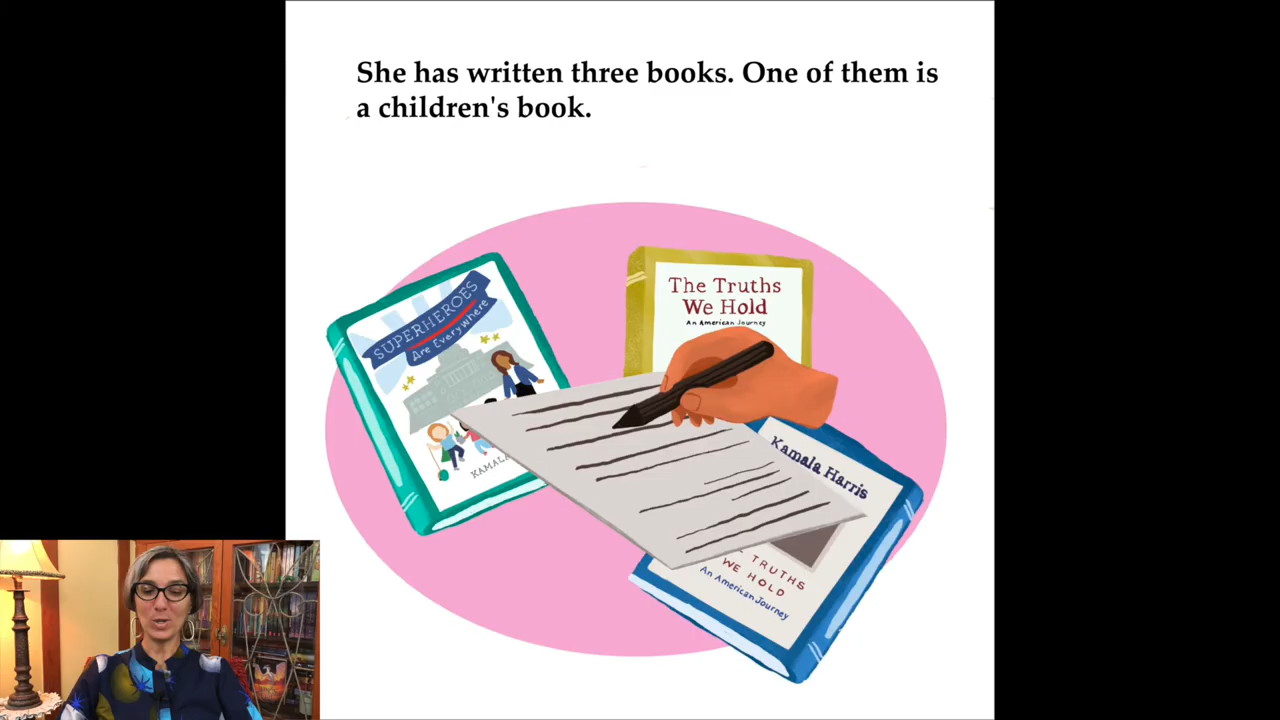 She has written three books. One of them is
a children's book.
SUPERHEROES
Are Everywhere
KAMALA
The Truths
We Hold
An American Journey
Kamala Harris
TRUTHS
WE HOLD
An American Journey